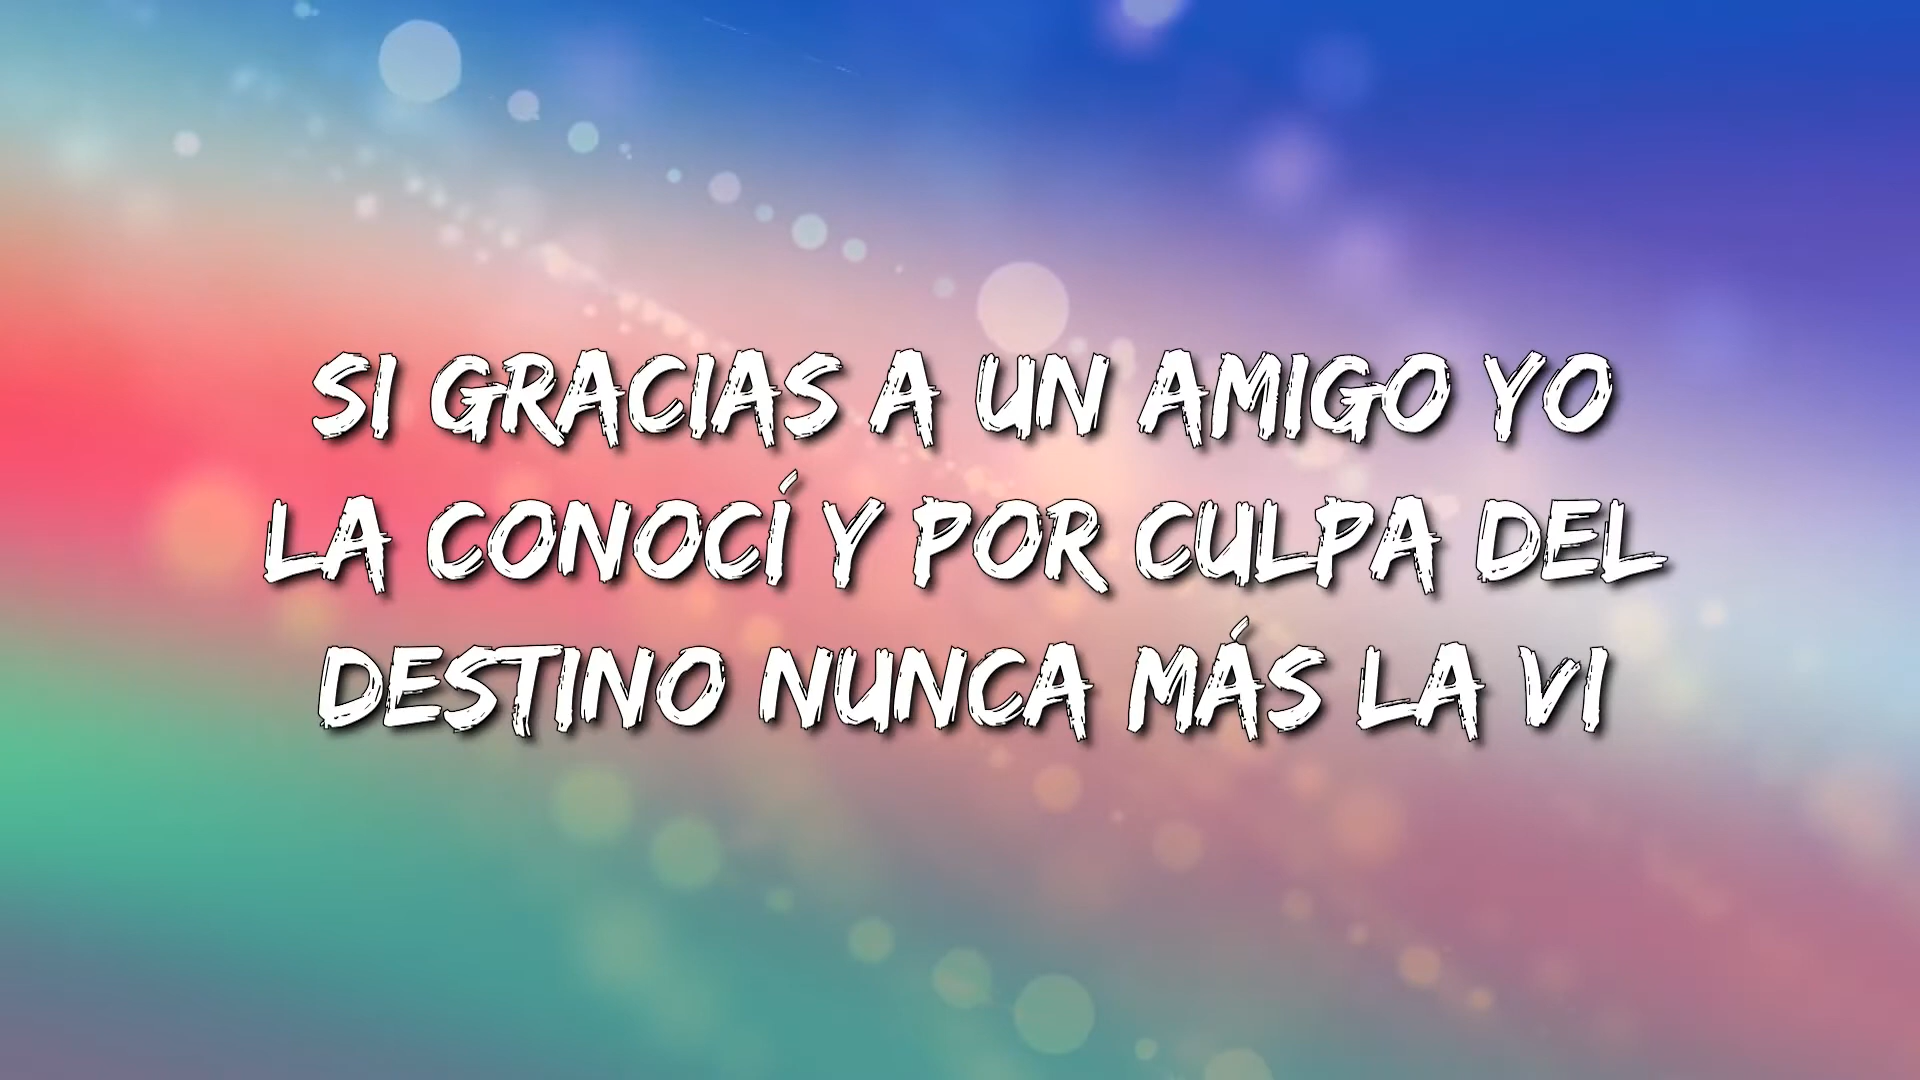 SI GRACIAS A UN AMIGO YO
LA CONOCÍ Y POR CULPA DEL
DESTINO NUNCA MÁS LA VI